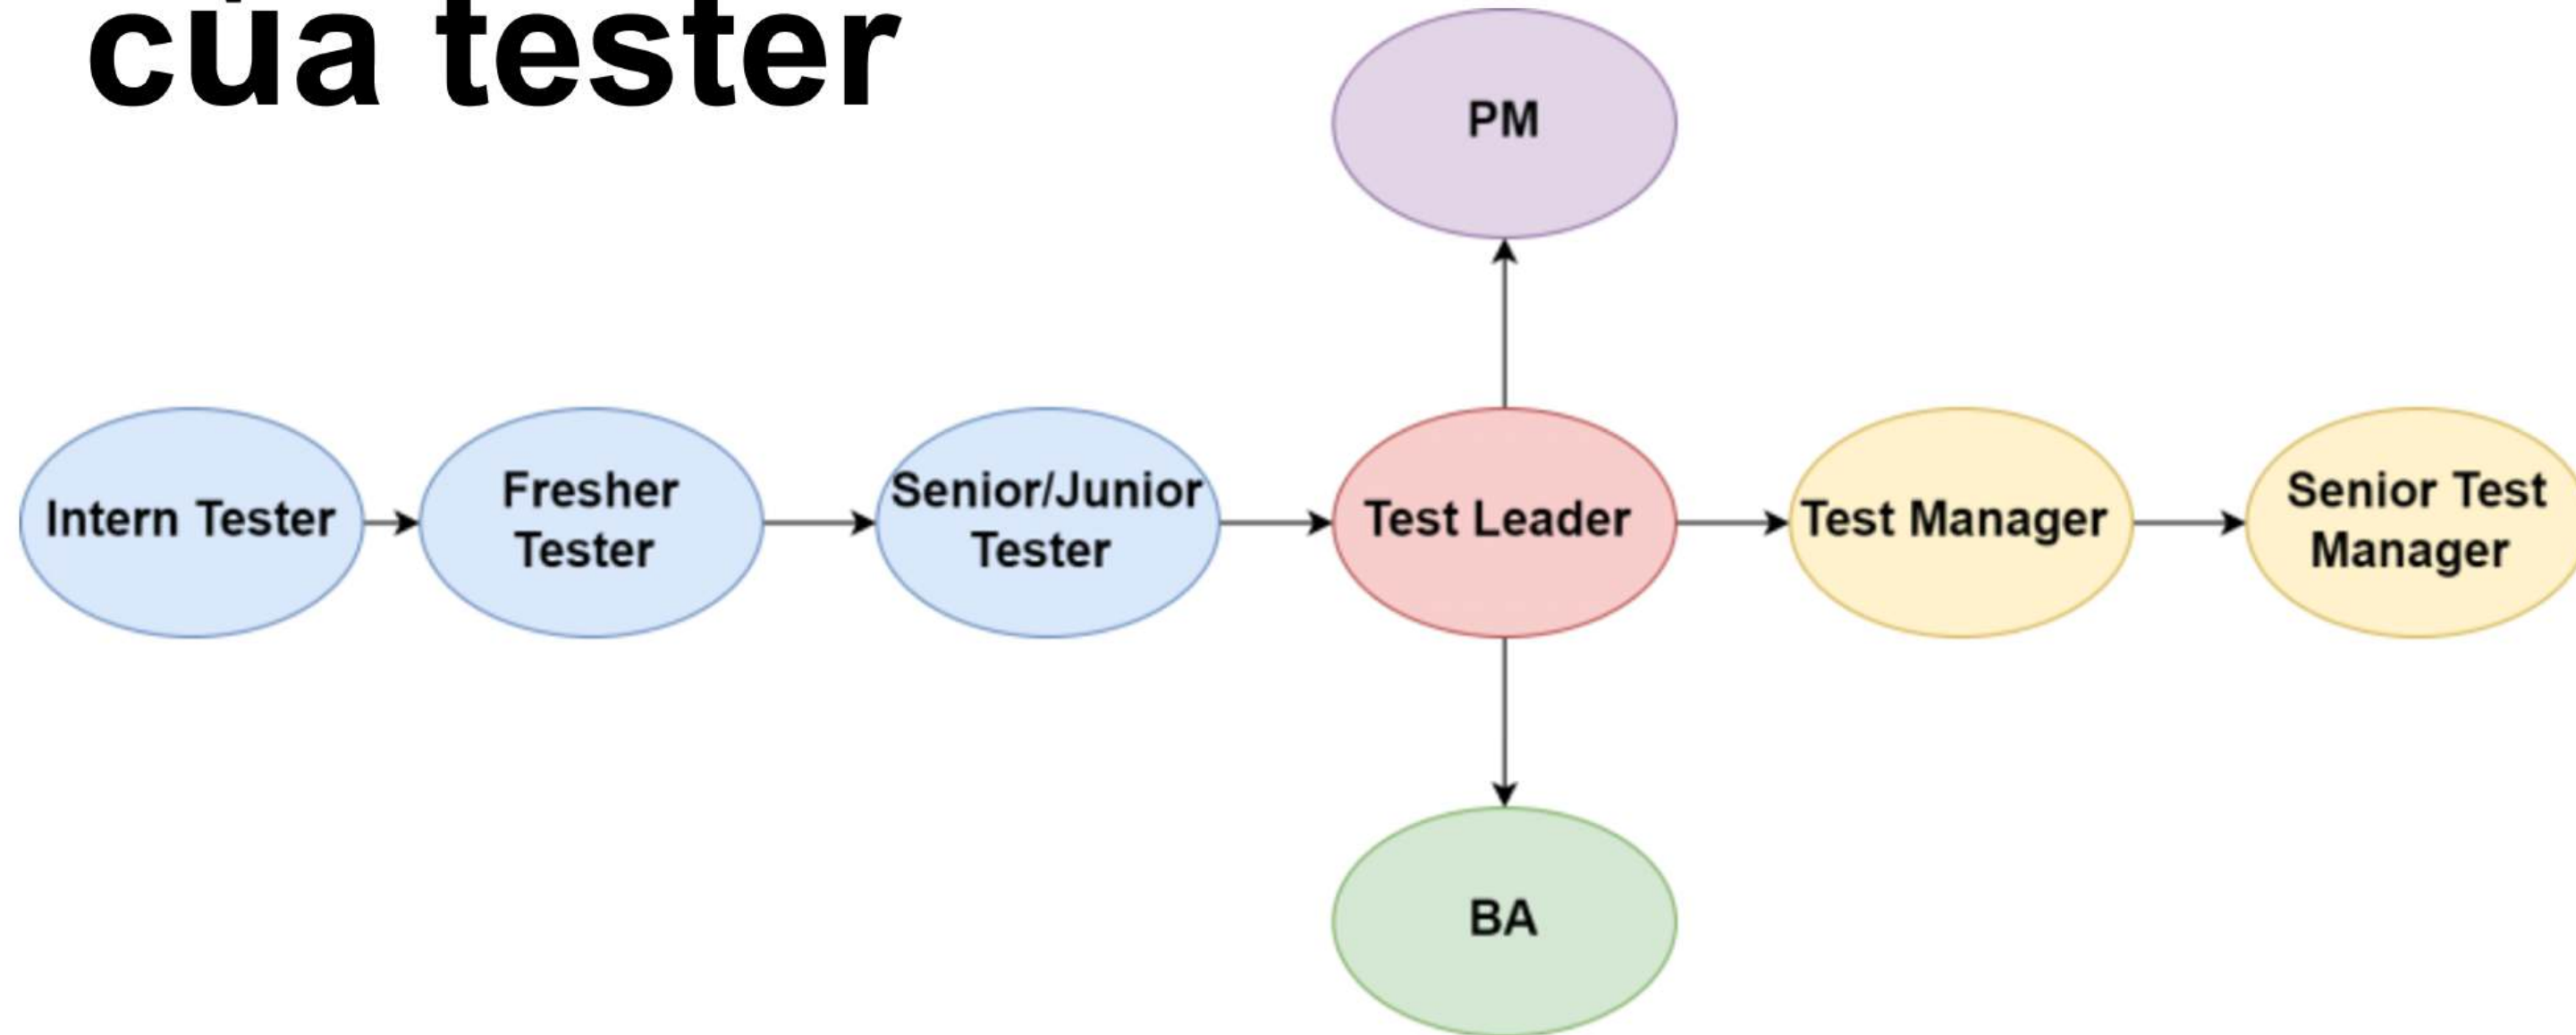 của tester
PM
Intern Tester
Fresher
Tester
Senior/Junior
Tester
Test Leader
Test Manager
Senior Test
Manager
BA